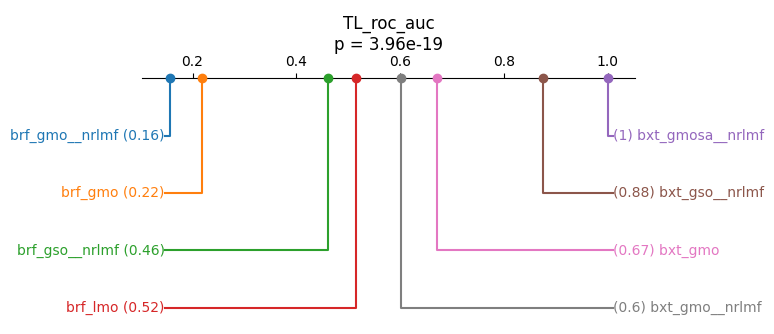 TL_roc_auc
p = 3.96e-19
0.2 0.4 0.6 0.8 1.0
brf_gmo__nrlmf (0.16) (1) bxt_gmosa__nrlmf
brf_gmo (0.22) (0.88) bxt_gso__nrlmf
brf_gso__nrlmf (0.46) (0.67) bxt_gmo
brf_lmo (0.52) (0.6) bxt_gmo__nrlmf